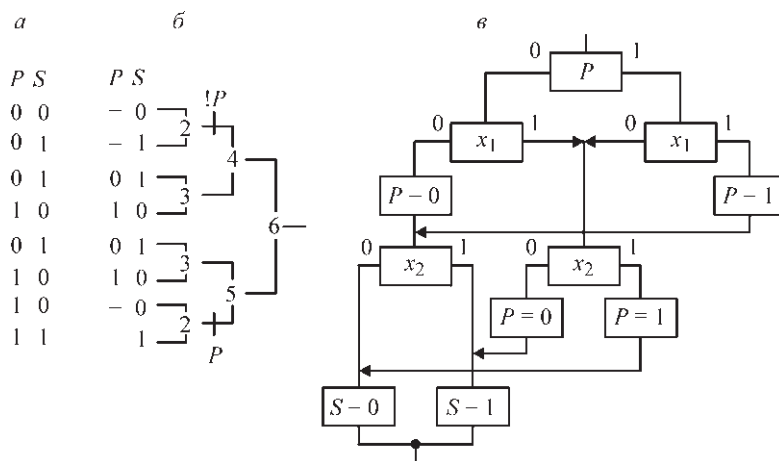 а б в
P S P S
0 0 – 0 2 !P
0 1 – 1
4
0 1 0 1 3
1 0 1 0
6
0 1 0 1 3
1 0 1 0
5
1 0 – 0 2
1 1 1
P
0 P 1
0 x1 1 0 x1 1
P – 0 P – 1
0 x2 1 0 x2 1
P = 0 P = 1
S – 0 S – 1